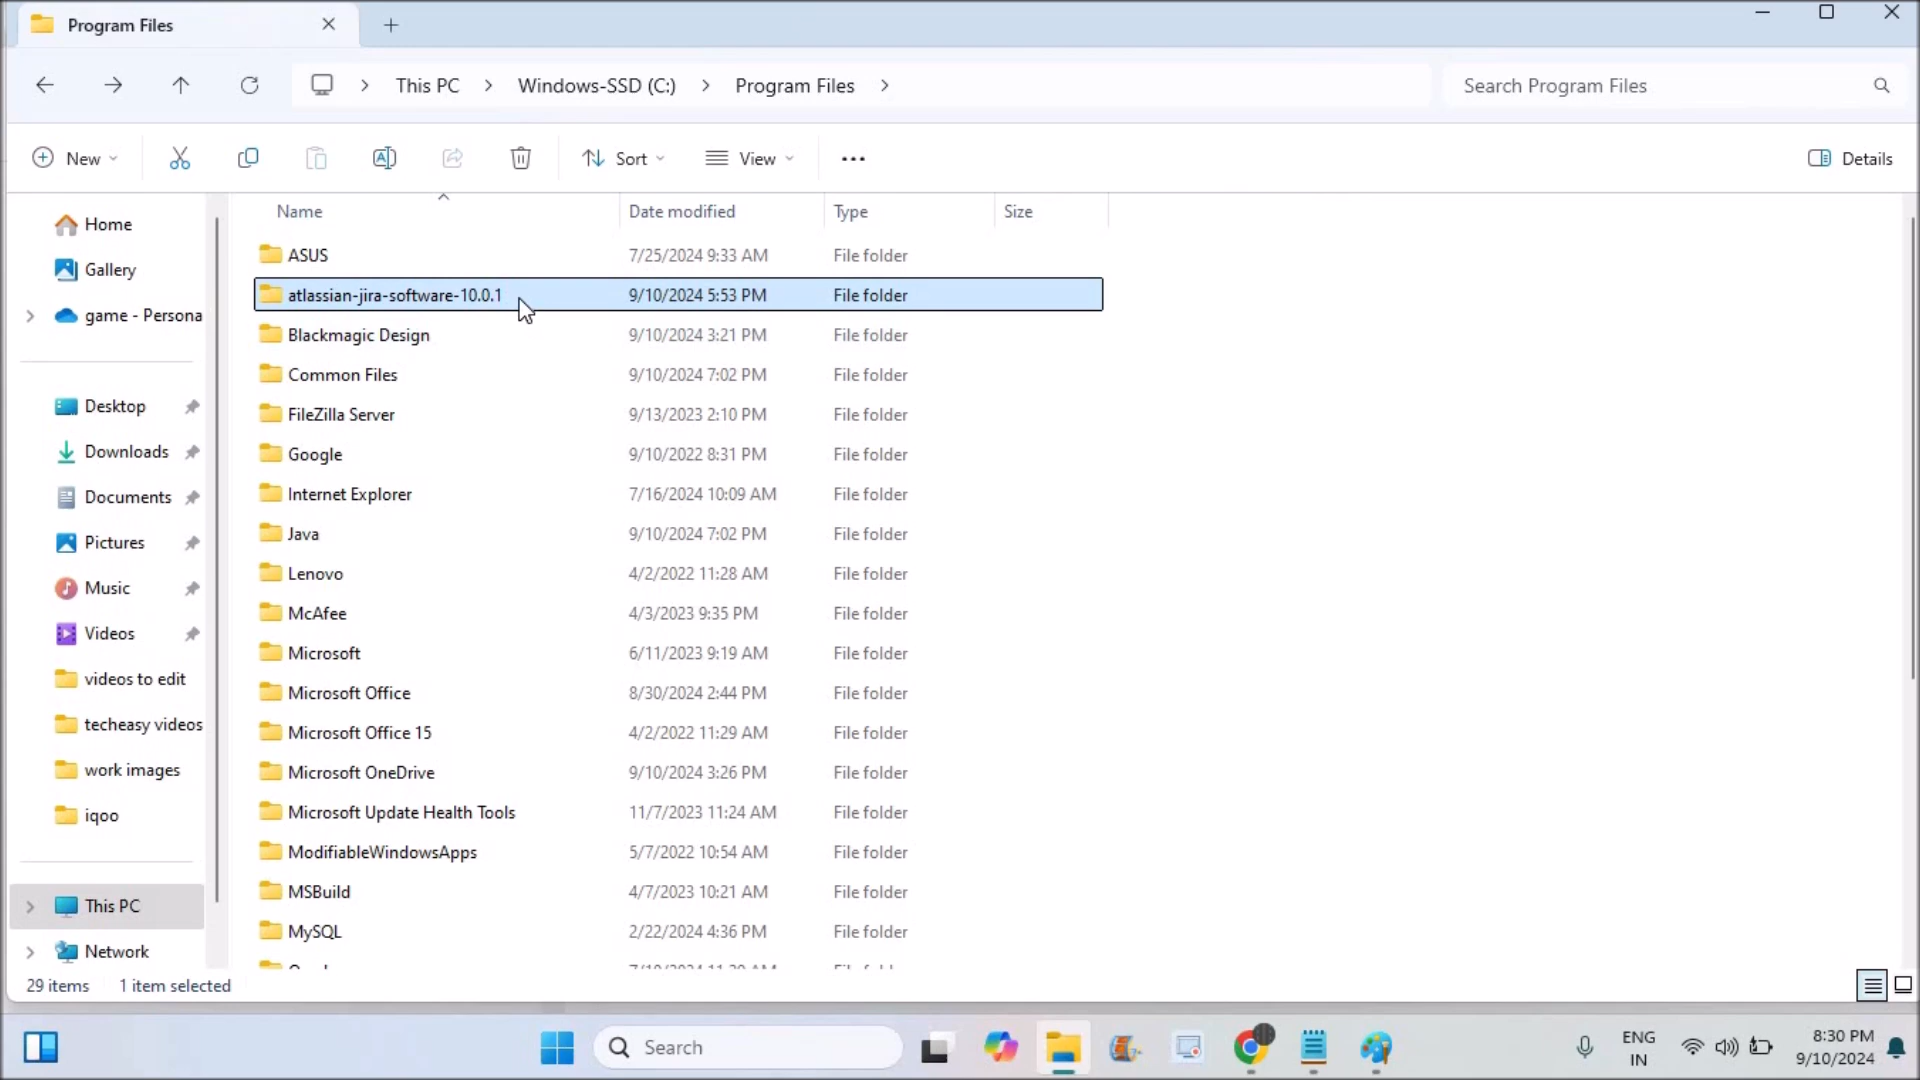 Program Files
This PC
Windows-SSD (C:)
Program Files
Search Program Files
New
Sort
View
Details
Name
Date modified
Type
Size
Home
Gallery
game - Persona
Desktop
Downloads
Documents
Pictures
Music
Videos
videos to edit
techeasy videos
work images
iqoo
This PC
Network
ASUS 7/25/2024 9:33 AM File folder
atlassian-jira-software-10.0.1 9/10/2024 5:53 PM File folder
Blackmagic Design 9/10/2024 3:21 PM File folder
Common Files 9/10/2024 7:02 PM File folder
FileZilla Server 9/13/2023 2:10 PM File folder
Google 9/10/2022 8:31 PM File folder
Internet Explorer 7/16/2024 10:09 AM File folder
Java 9/10/2024 7:02 PM File folder
Lenovo 4/2/2022 11:28 AM File folder
McAfee 4/3/2023 9:35 PM File folder
Microsoft 6/11/2023 9:19 AM File folder
Microsoft Office 8/30/2024 2:44 PM File folder
Microsoft Office 15 4/2/2022 11:29 AM File folder
Microsoft OneDrive 9/10/2024 3:26 PM File folder
Microsoft Update Health Tools 11/7/2023 11:24 AM File folder
ModifiableWindowsApps 5/7/2022 10:54 AM File folder
MSBuild 4/7/2023 10:21 AM File folder
MySQL 2/22/2024 4:36 PM File folder
29 items 1 item selected
Search
ENG
IN
8:30 PM
9/10/2024